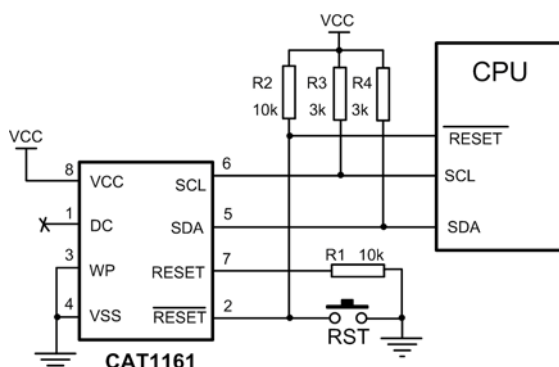 VCC
CPU
R2
R3
R4
10k
3k
3k
RESET
VCC
8
VCC
6
SCL
SCL
1
DC
5
SDA
SDA
3
WP
7
RESET
R1 10k
4
VSS
2
RESET
RST
CAT1161